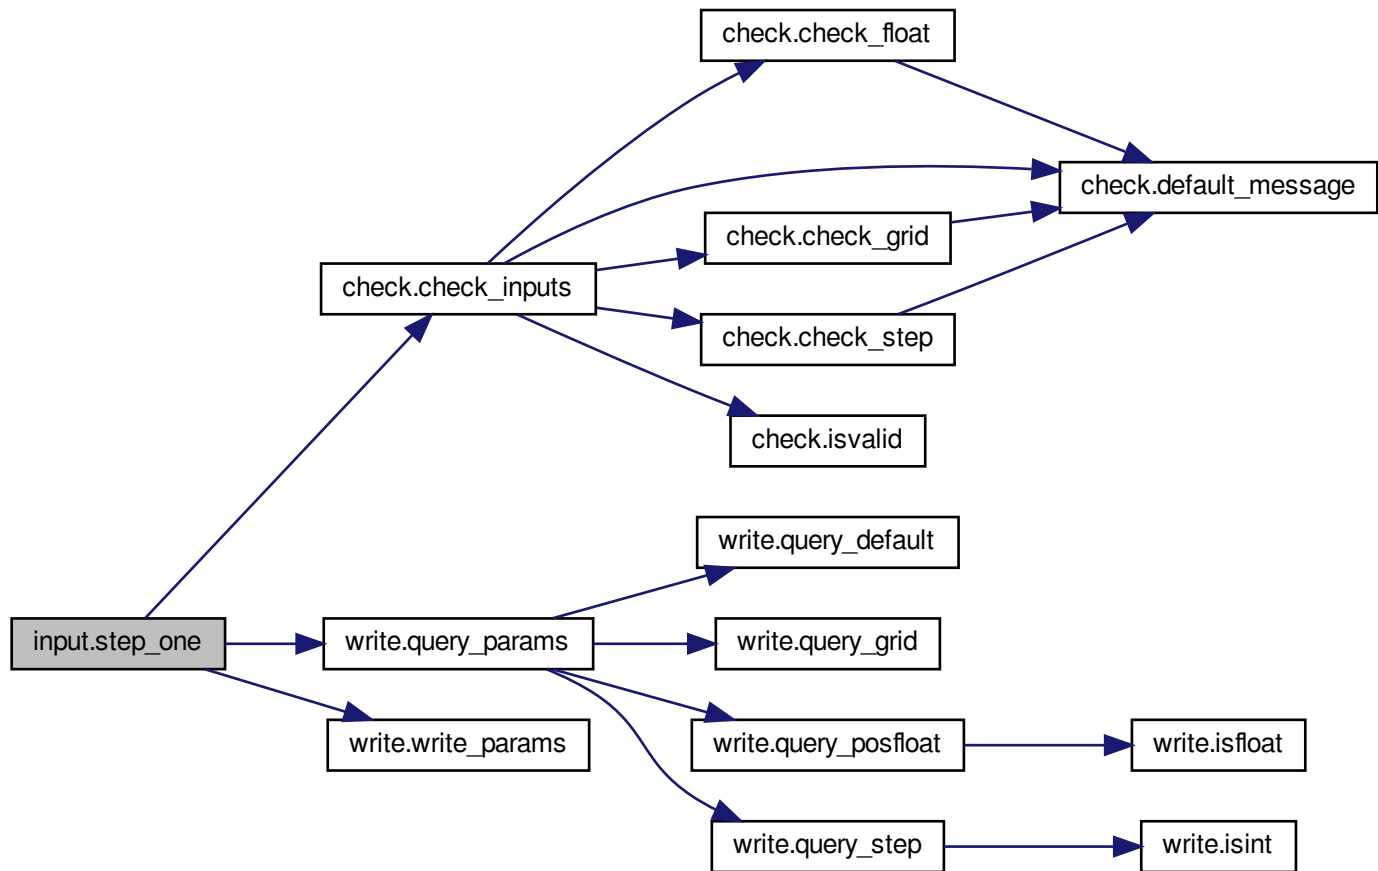 check.check_float
check.default_message
check.check_grid
check.check_inputs
check.check_step
check.isvalid
write.query_default
input.step_one
write.query_params
write.query_grid
write.write_params
write.query_posfloat
write.isfloat
write.query_step
write.isint